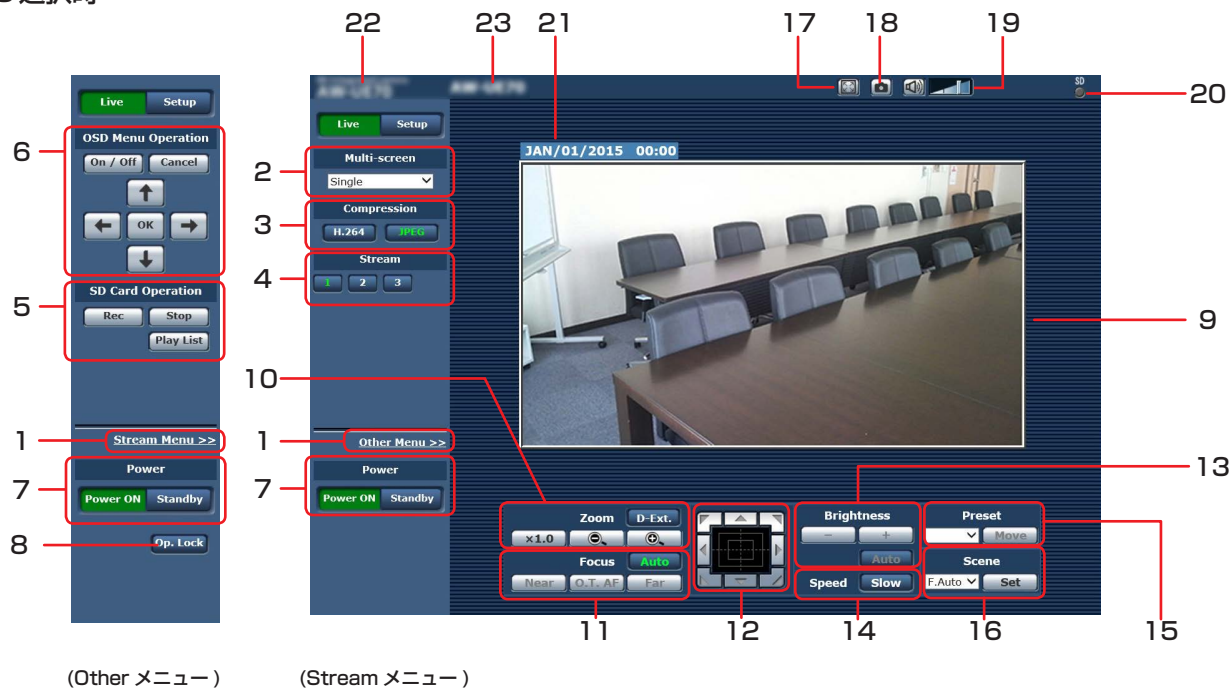 22
23
21
17
18
19
SD
20
Live Setup
6
OSD Menu Operation
On / Off Cancel
OK
5
SD Card Operation
Rec Stop
Play List
1
Stream Menu >>
7
Power
Power ON Standby
8
Op. Lock
(Other メニュー)
AW-UE70
Live Setup
2
Multi-screen
Single
3
Compression
H.264 JPEG
4
Stream
1 2 3
10
1
Other Menu >>
7
Power
Power ON Standby
(Stream メニュー)
JAN/01/2015 00:00
9
13
Zoom D-Ext.
×1.0
Focus Auto
Near O.T. AF Far
11
12
Brightness
− +
Auto
Speed Slow
14
Preset
Move
Scene
F.Auto Set
16
15